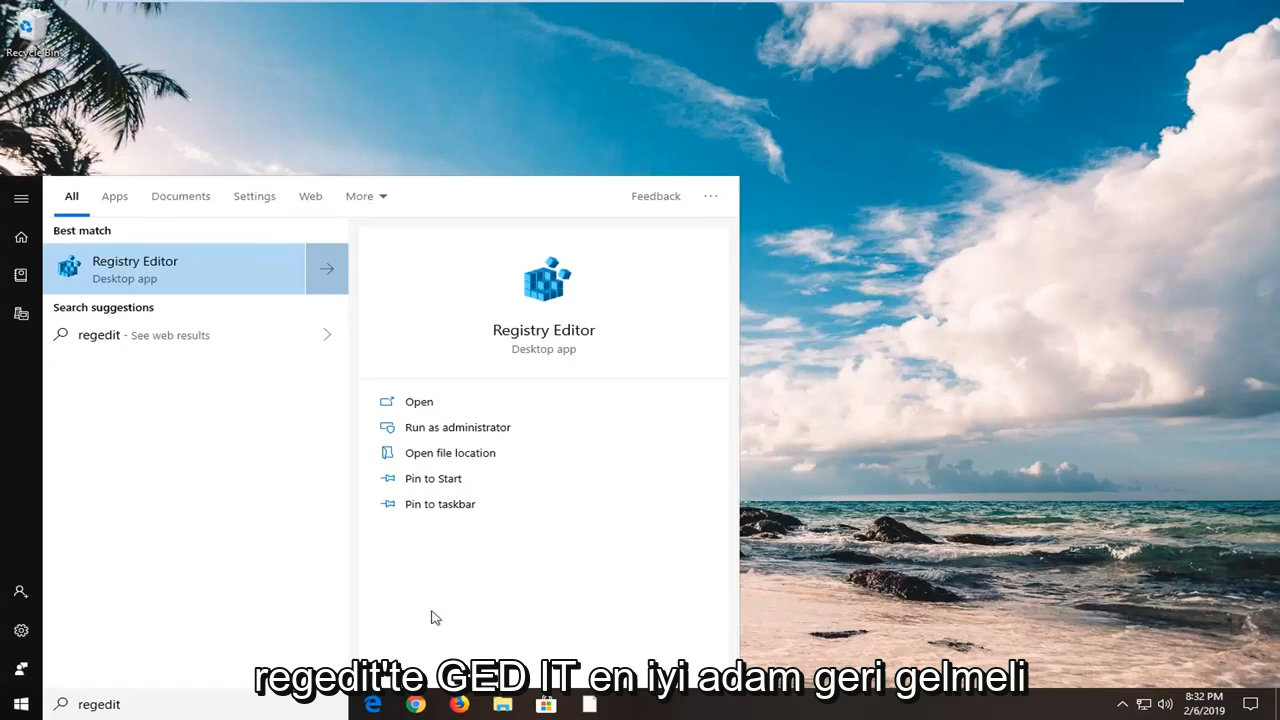 Recycle Bin
All Apps Documents Settings Web More Feedback ...
Best match
Registry Editor
Desktop app
Search suggestions
regedit - See web results
Registry Editor
Desktop app
Open
Run as administrator
Open file location
Pin to Start
Pin to taskbar
regedit'te GED IT en iyi adam geri gelmeli
regedit
8:32 PM
2/6/2019